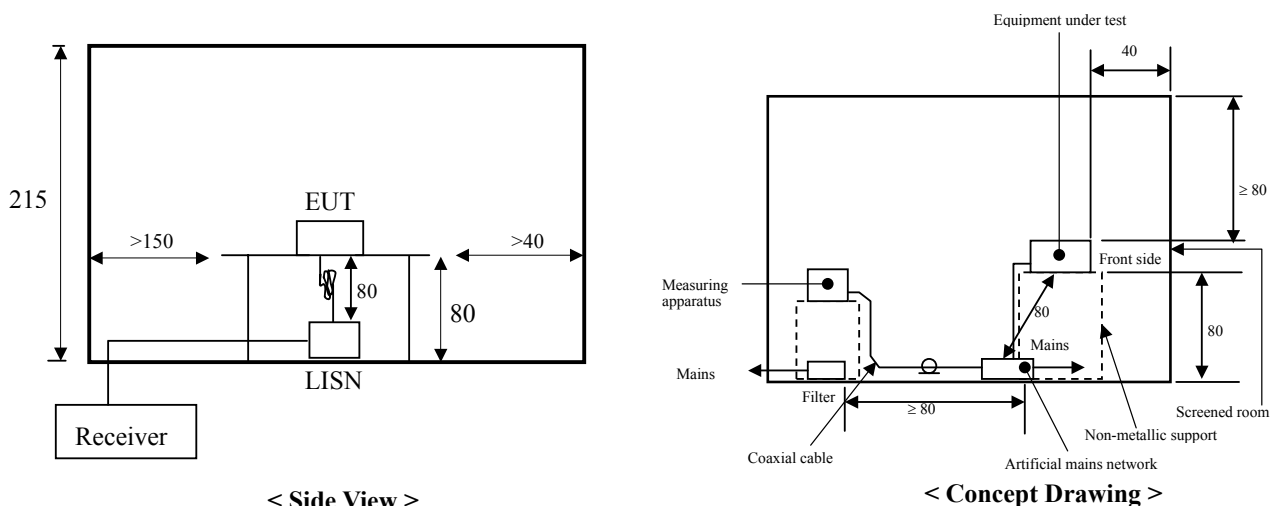 215
EUT
>150
>40
80
80
LISN
Receiver
< Side View >
Equipment under test
40
≥ 80
Front side
Measuring
apparatus
80
80
Mains
Mains
Filter
≥ 80
Screened room
Non-metallic support
Coaxial cable
Artificial mains network
< Concept Drawing >